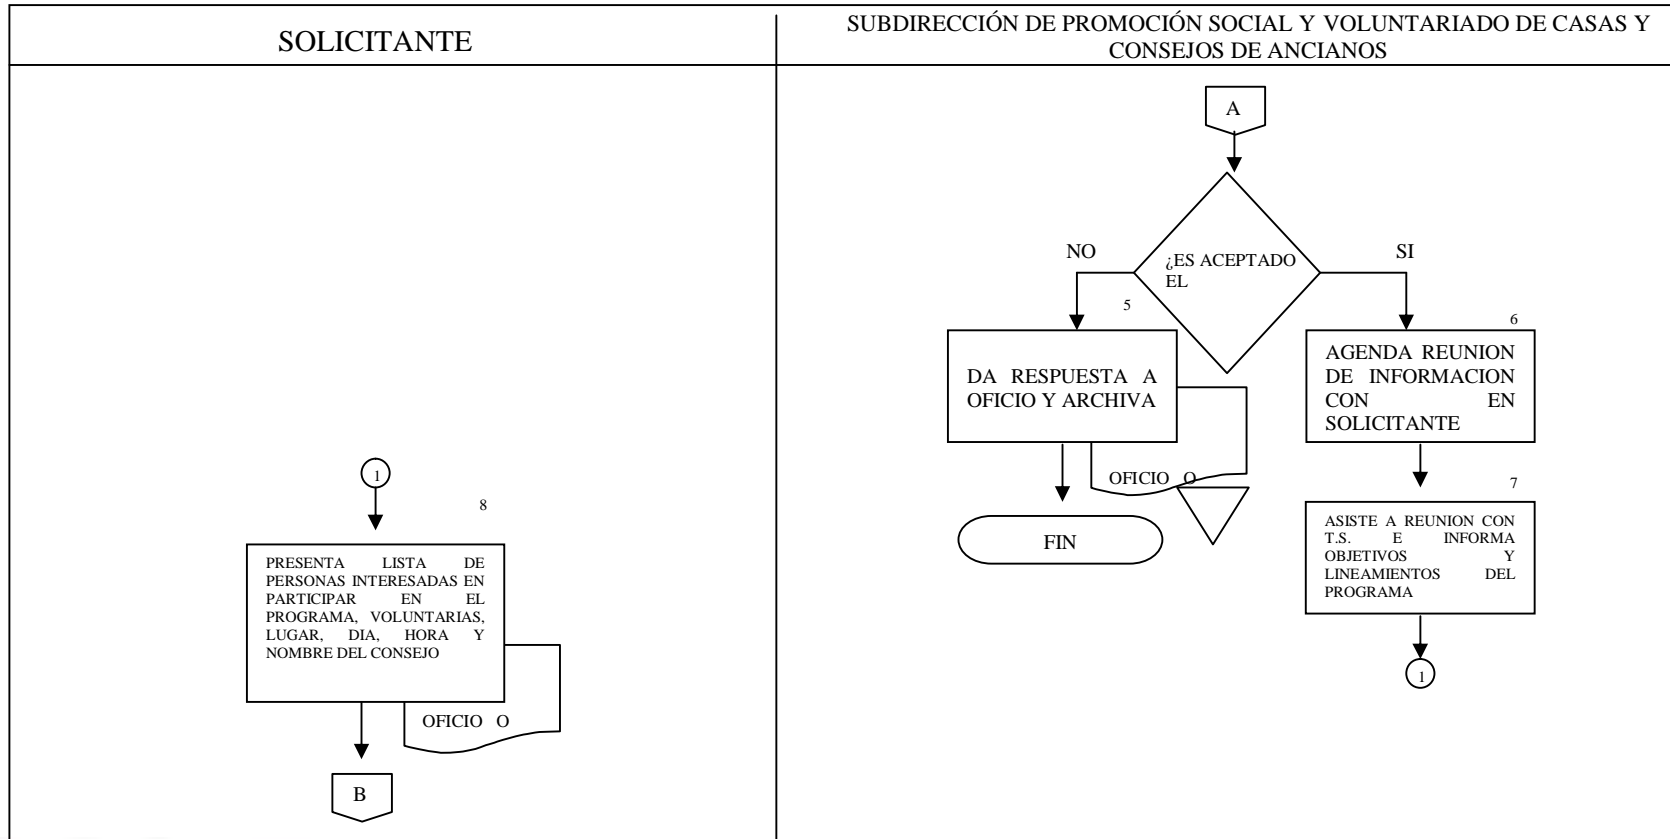 SOLICITANTE
SUBDIRECCIÓN DE PROMOCIÓN SOCIAL Y VOLUNTARIADO DE CASAS Y
CONSEJOS DE ANCIANOS
A
NO
SI
¿ES ACEPTADO
EL
5
6
DA RESPUESTA A
OFICIO Y ARCHIVA
AGENDA REUNION
DE INFORMACION
CON EN
SOLICITANTE
OFICIO O
FIN
7
ASISTE A REUNION CON
T.S. E INFORMA
OBJETIVOS Y
LINEAMIENTOS DEL
PROGRAMA
1
1
8
PRESENTA LISTA DE
PERSONAS INTERESADAS EN
PARTICIPAR EN EL
PROGRAMA, VOLUNTARIAS,
LUGAR, DIA, HORA Y
NOMBRE DEL CONSEJO
OFICIO O
B